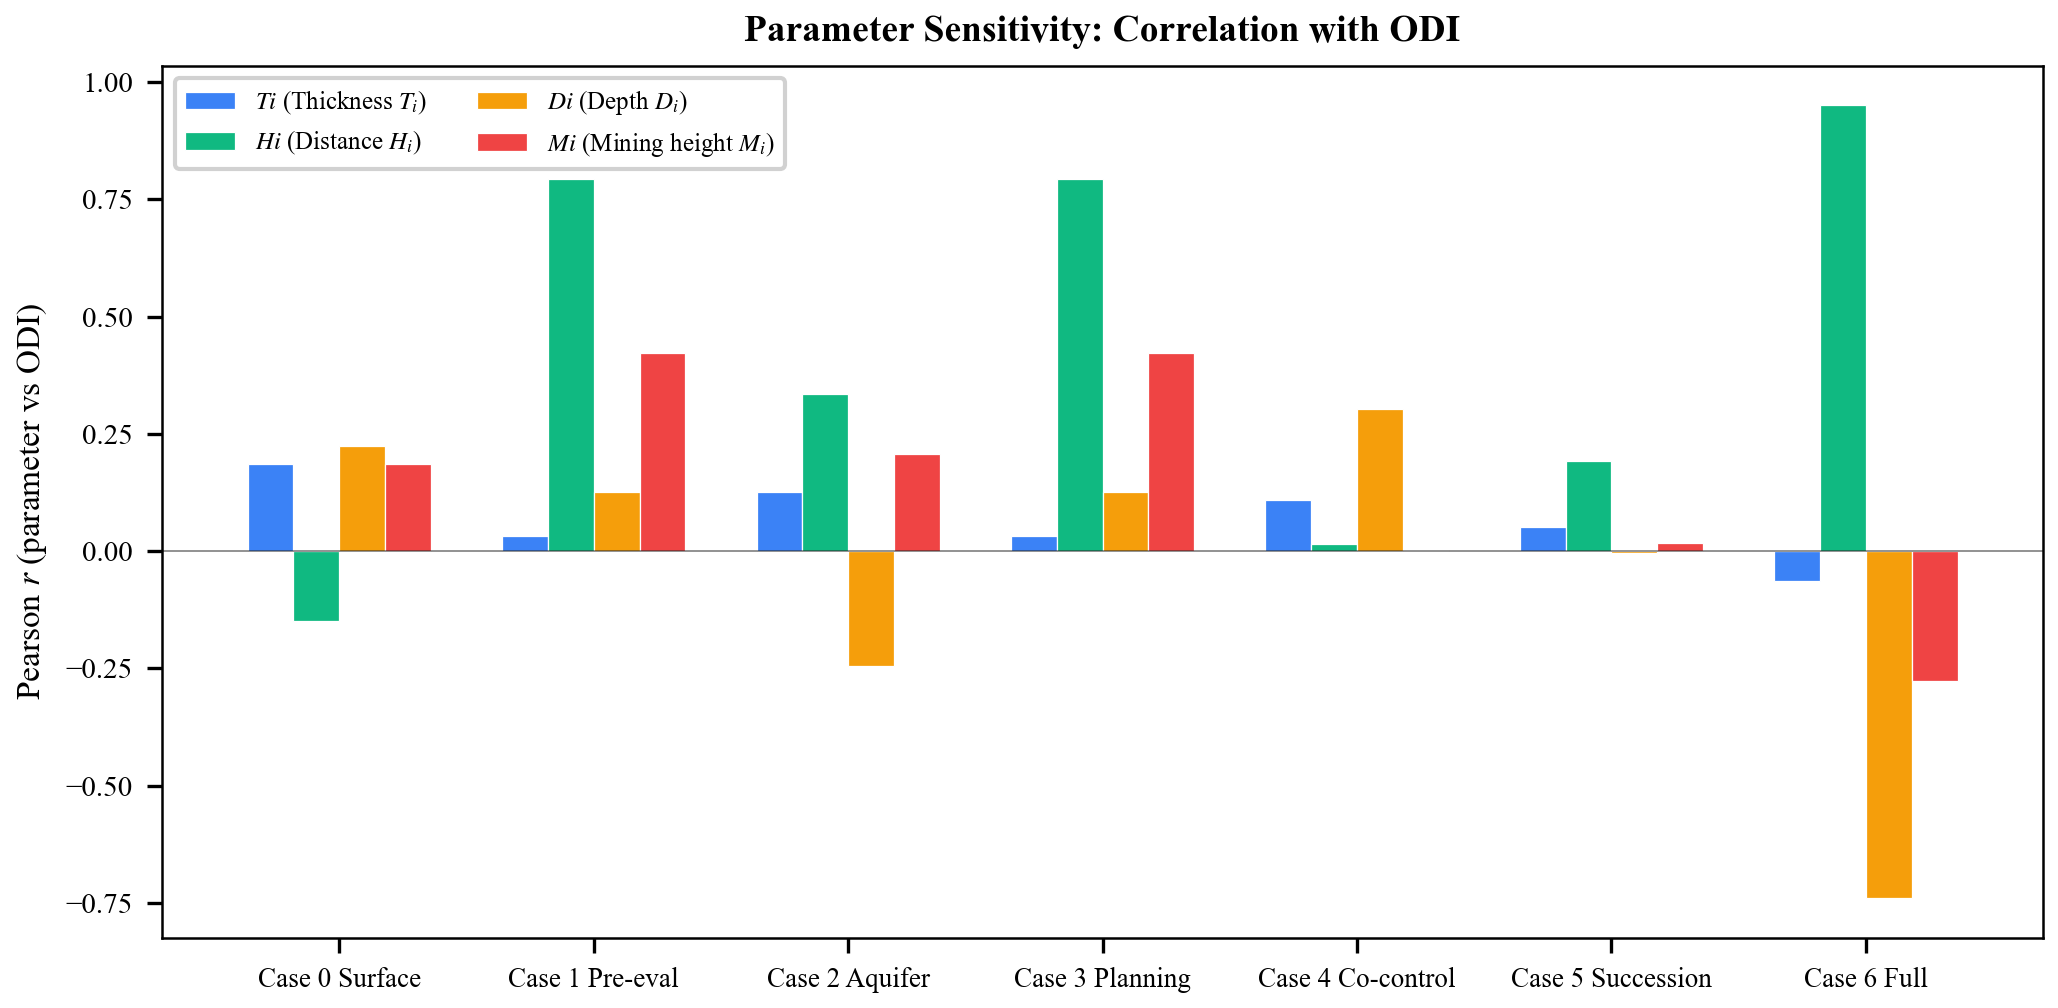 Parameter Sensitivity: Correlation with ODI
Ti (Thickness Tᵢ)
Hi (Distance Hᵢ)
Di (Depth Dᵢ)
Mi (Mining height Mᵢ)
Pearson r (parameter vs ODI)
1.00
0.75
0.50
0.25
0.00
−0.25
−0.50
−0.75
Case 0 Surface
Case 1 Pre-eval
Case 2 Aquifer
Case 3 Planning
Case 4 Co-control
Case 5 Succession
Case 6 Full